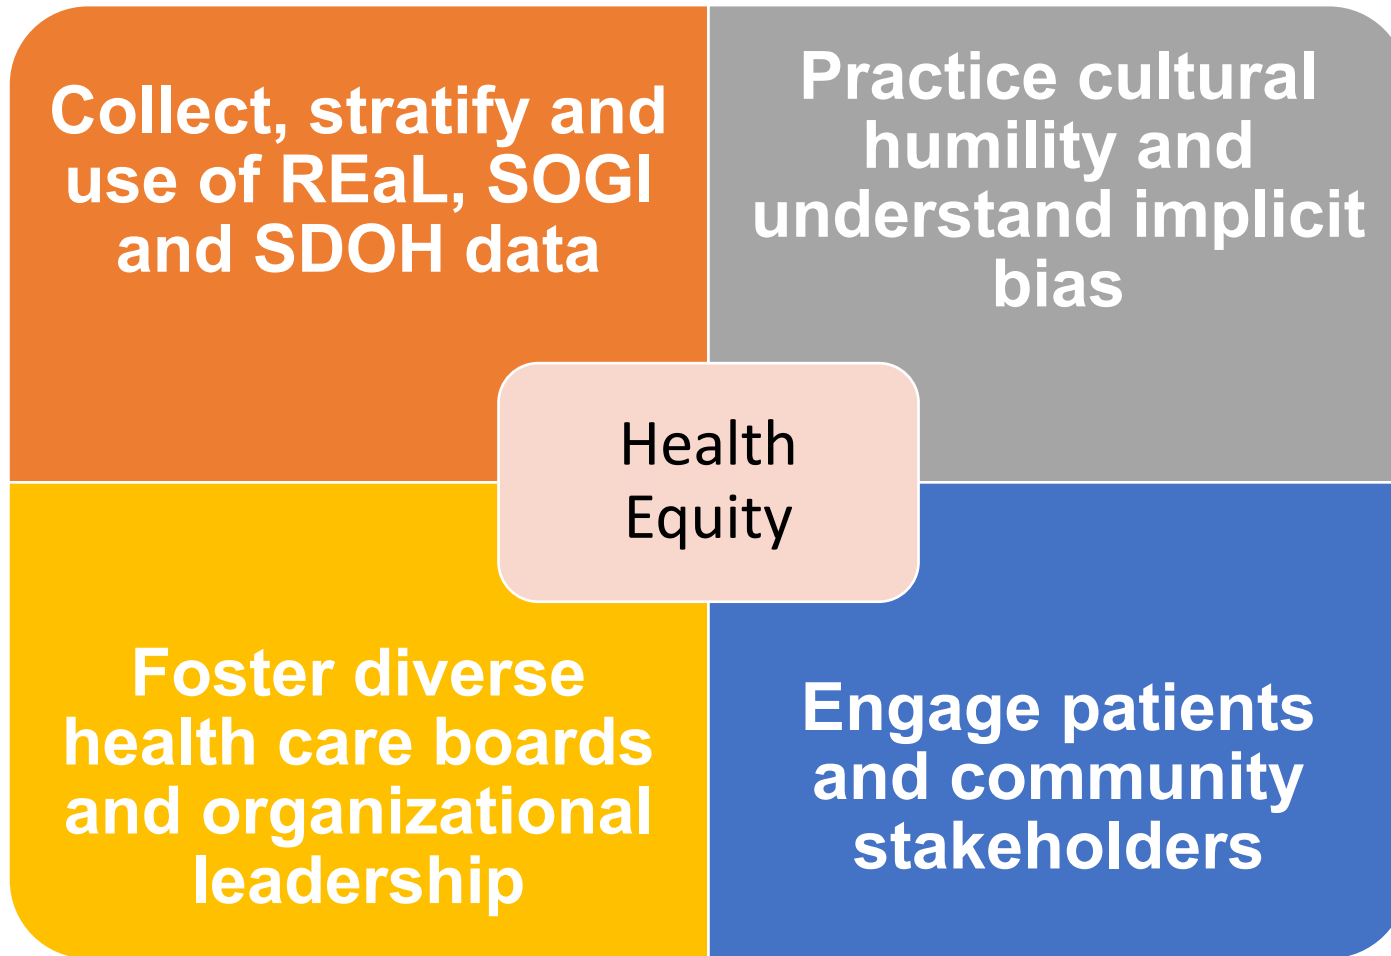 Collect, stratify and
use of REaL, SOGI
and SDOH data
Practice cultural
humility and
understand implicit
bias
Health
Equity
Foster diverse
health care boards
and organizational
leadership
Engage patients
and community
stakeholders